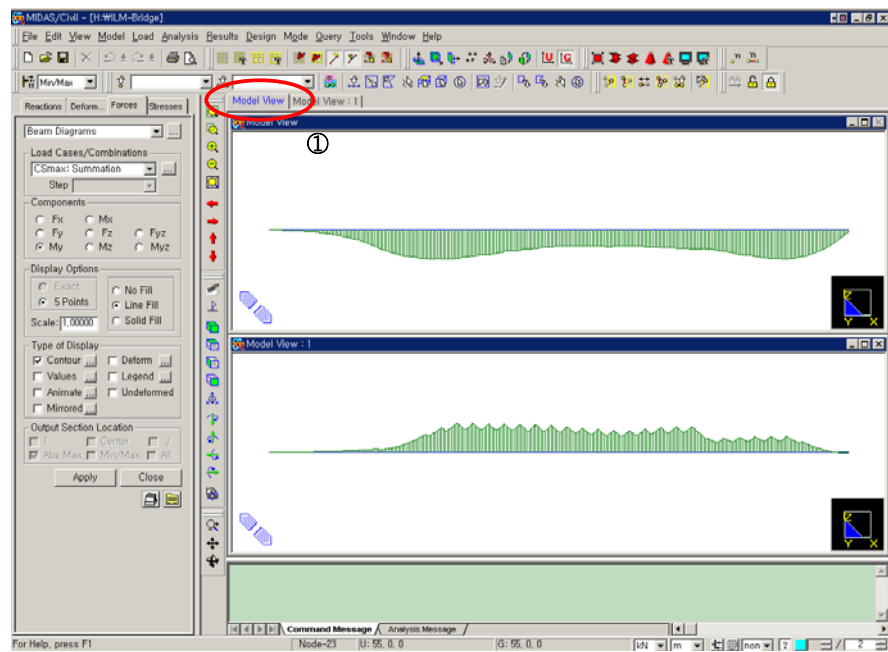 MIDAS/Civil - [H:₩ILM-Bridge]
File Edit View Model Load Analysis Results Design Mode Query Tools Window Help
Min/Max
Reactions Deform... Forces Stresses
Model View Model View : 1
①
Beam Diagrams ...
Load Cases/Combinations
CSmax: Summation ...
Step
Components
Fx Mx
Fy Fz Fyz
My Mz Myz
Display Options
Exact
5 Points
No Fill
Line Fill
Solid Fill
Scale: 1.00000
Type of Display
Contour ... Deform ...
Values ... Legend ...
Animate ... Undeformed
Mirrored ...
Output Section Location
I Center J
Abs Max Min/Max All
Apply Close
Model View
Z
Y X
Model View : 1
Z
Y X
Command Message Analysis Message
For Help, press F1
Node-23 U: 55, 0, 0 G: 55, 0, 0 kN m non ? / 2